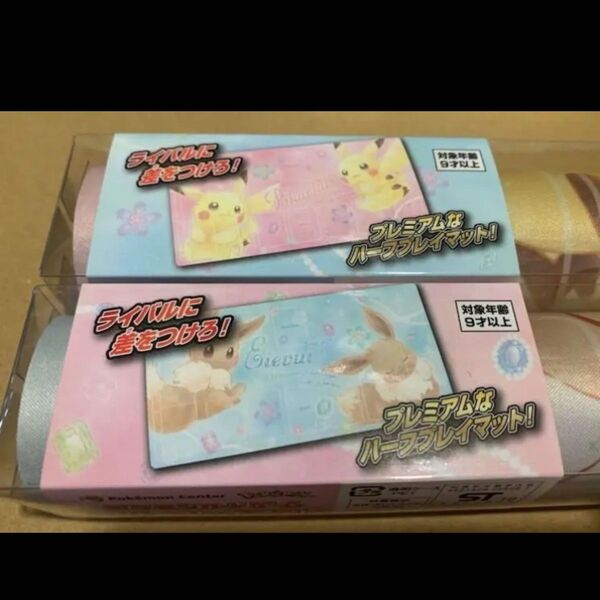 ライバルに
差をつけろ!
対象年齢
9才以上
Pikachu
プレミアムな
ハーフプレイマット!
ライバルに
差をつけろ!
対象年齢
9才以上
Eievui
プレミアムな
ハーフプレイマット!
Pokémon Center
PET
ST